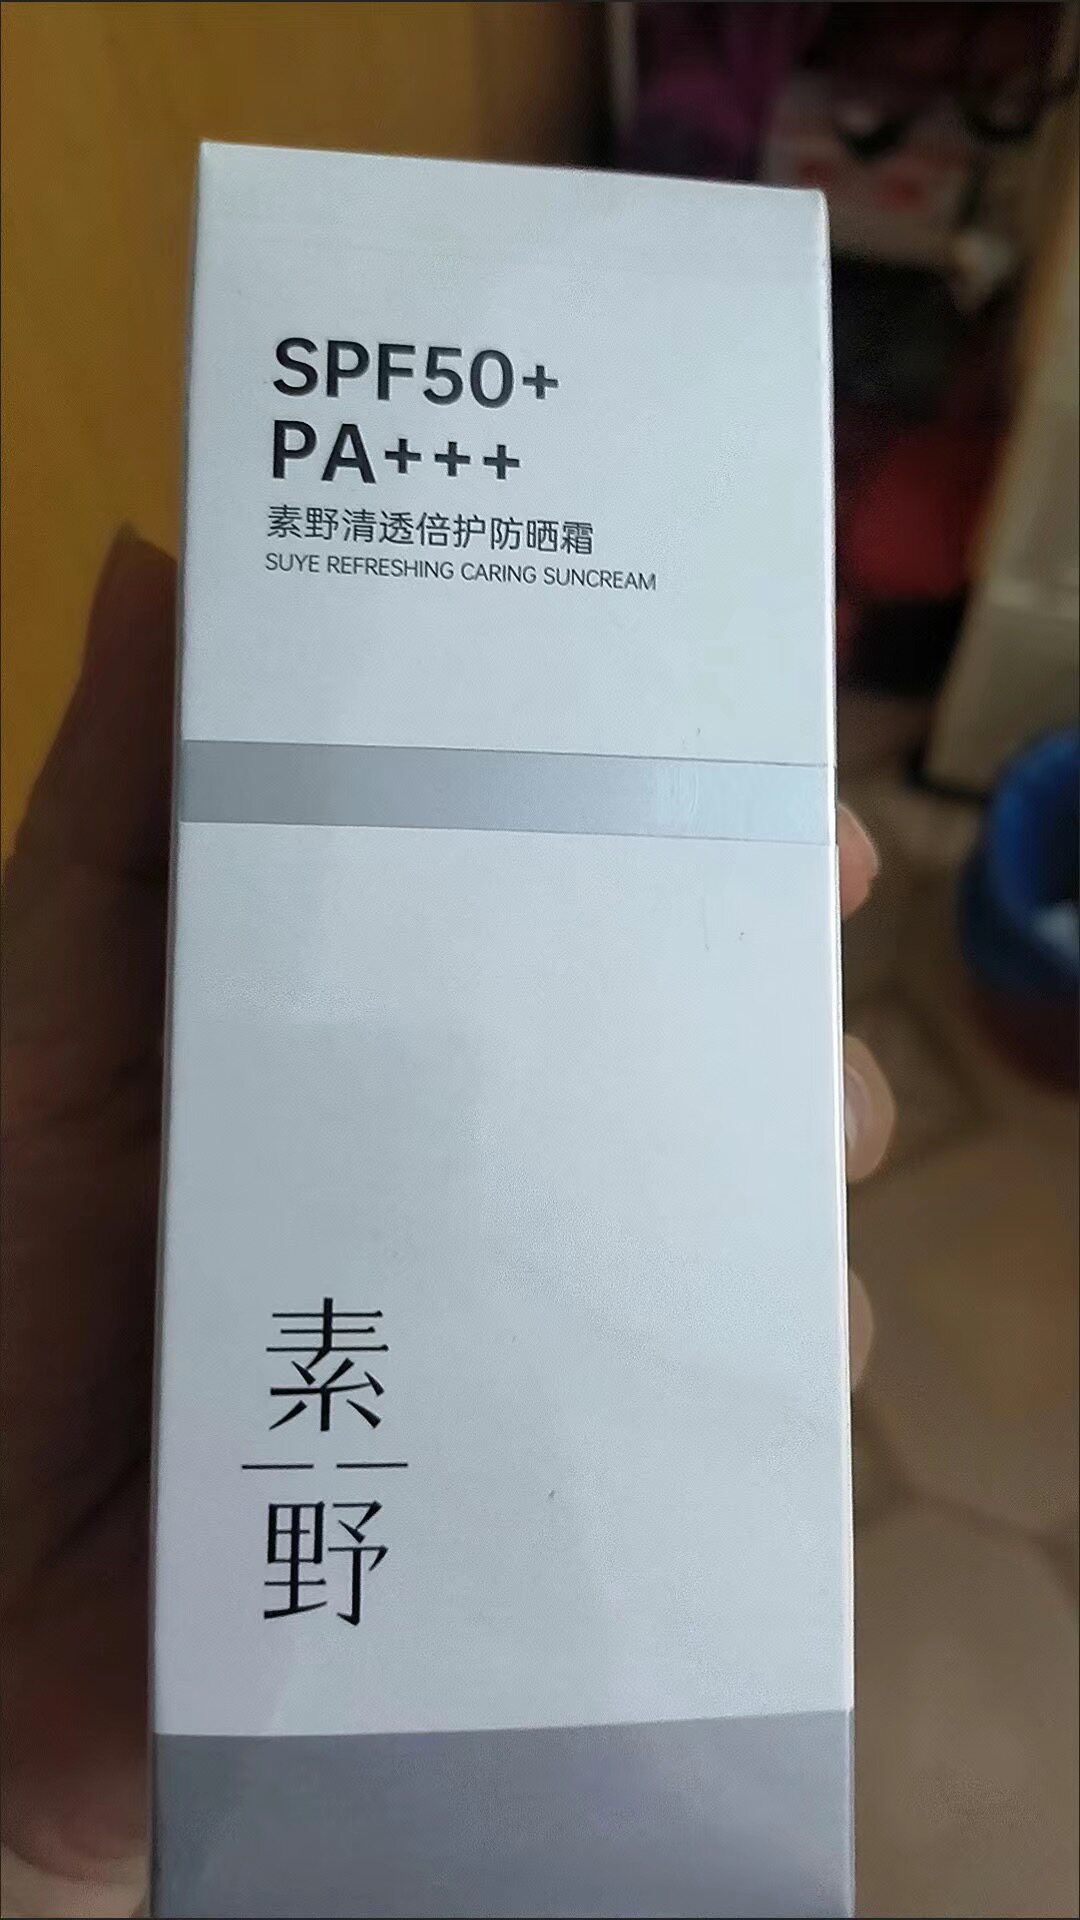 SPF50+
PA+++
素野清透倍护防晒霜
SUYE REFRESHING CARING SUNCREAM
素
野